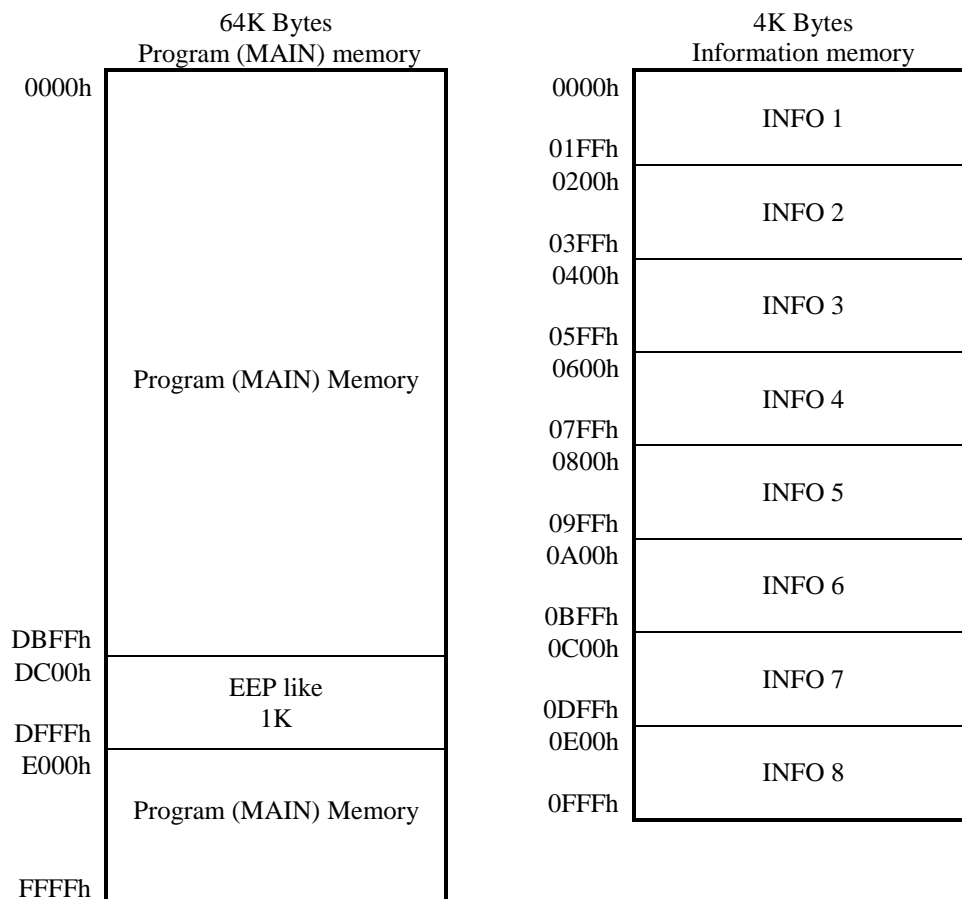 64K Bytes
Program (MAIN) memory
0000h
Program (MAIN) Memory
DBFFh
DC00h
EEP like
1K
DFFFh
E000h
Program (MAIN) Memory
FFFFh
4K Bytes
Information memory
0000h
INFO 1
01FFh
0200h
INFO 2
03FFh
0400h
INFO 3
05FFh
0600h
INFO 4
07FFh
0800h
INFO 5
09FFh
0A00h
INFO 6
0BFFh
0C00h
INFO 7
0DFFh
0E00h
INFO 8
0FFFh